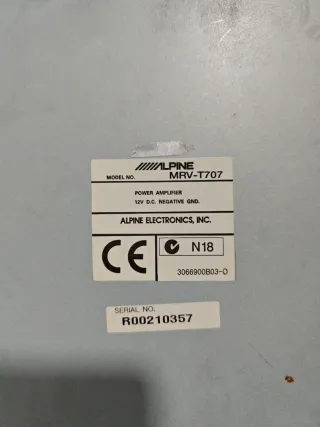 ALPINE
MODEL NO. MRV-T707
POWER AMPLIFIER
12V D.C. NEGATIVE GND.
ALPINE ELECTRONICS, INC.
CE N18
3066900B03-O
SERIAL NO.
R00210357